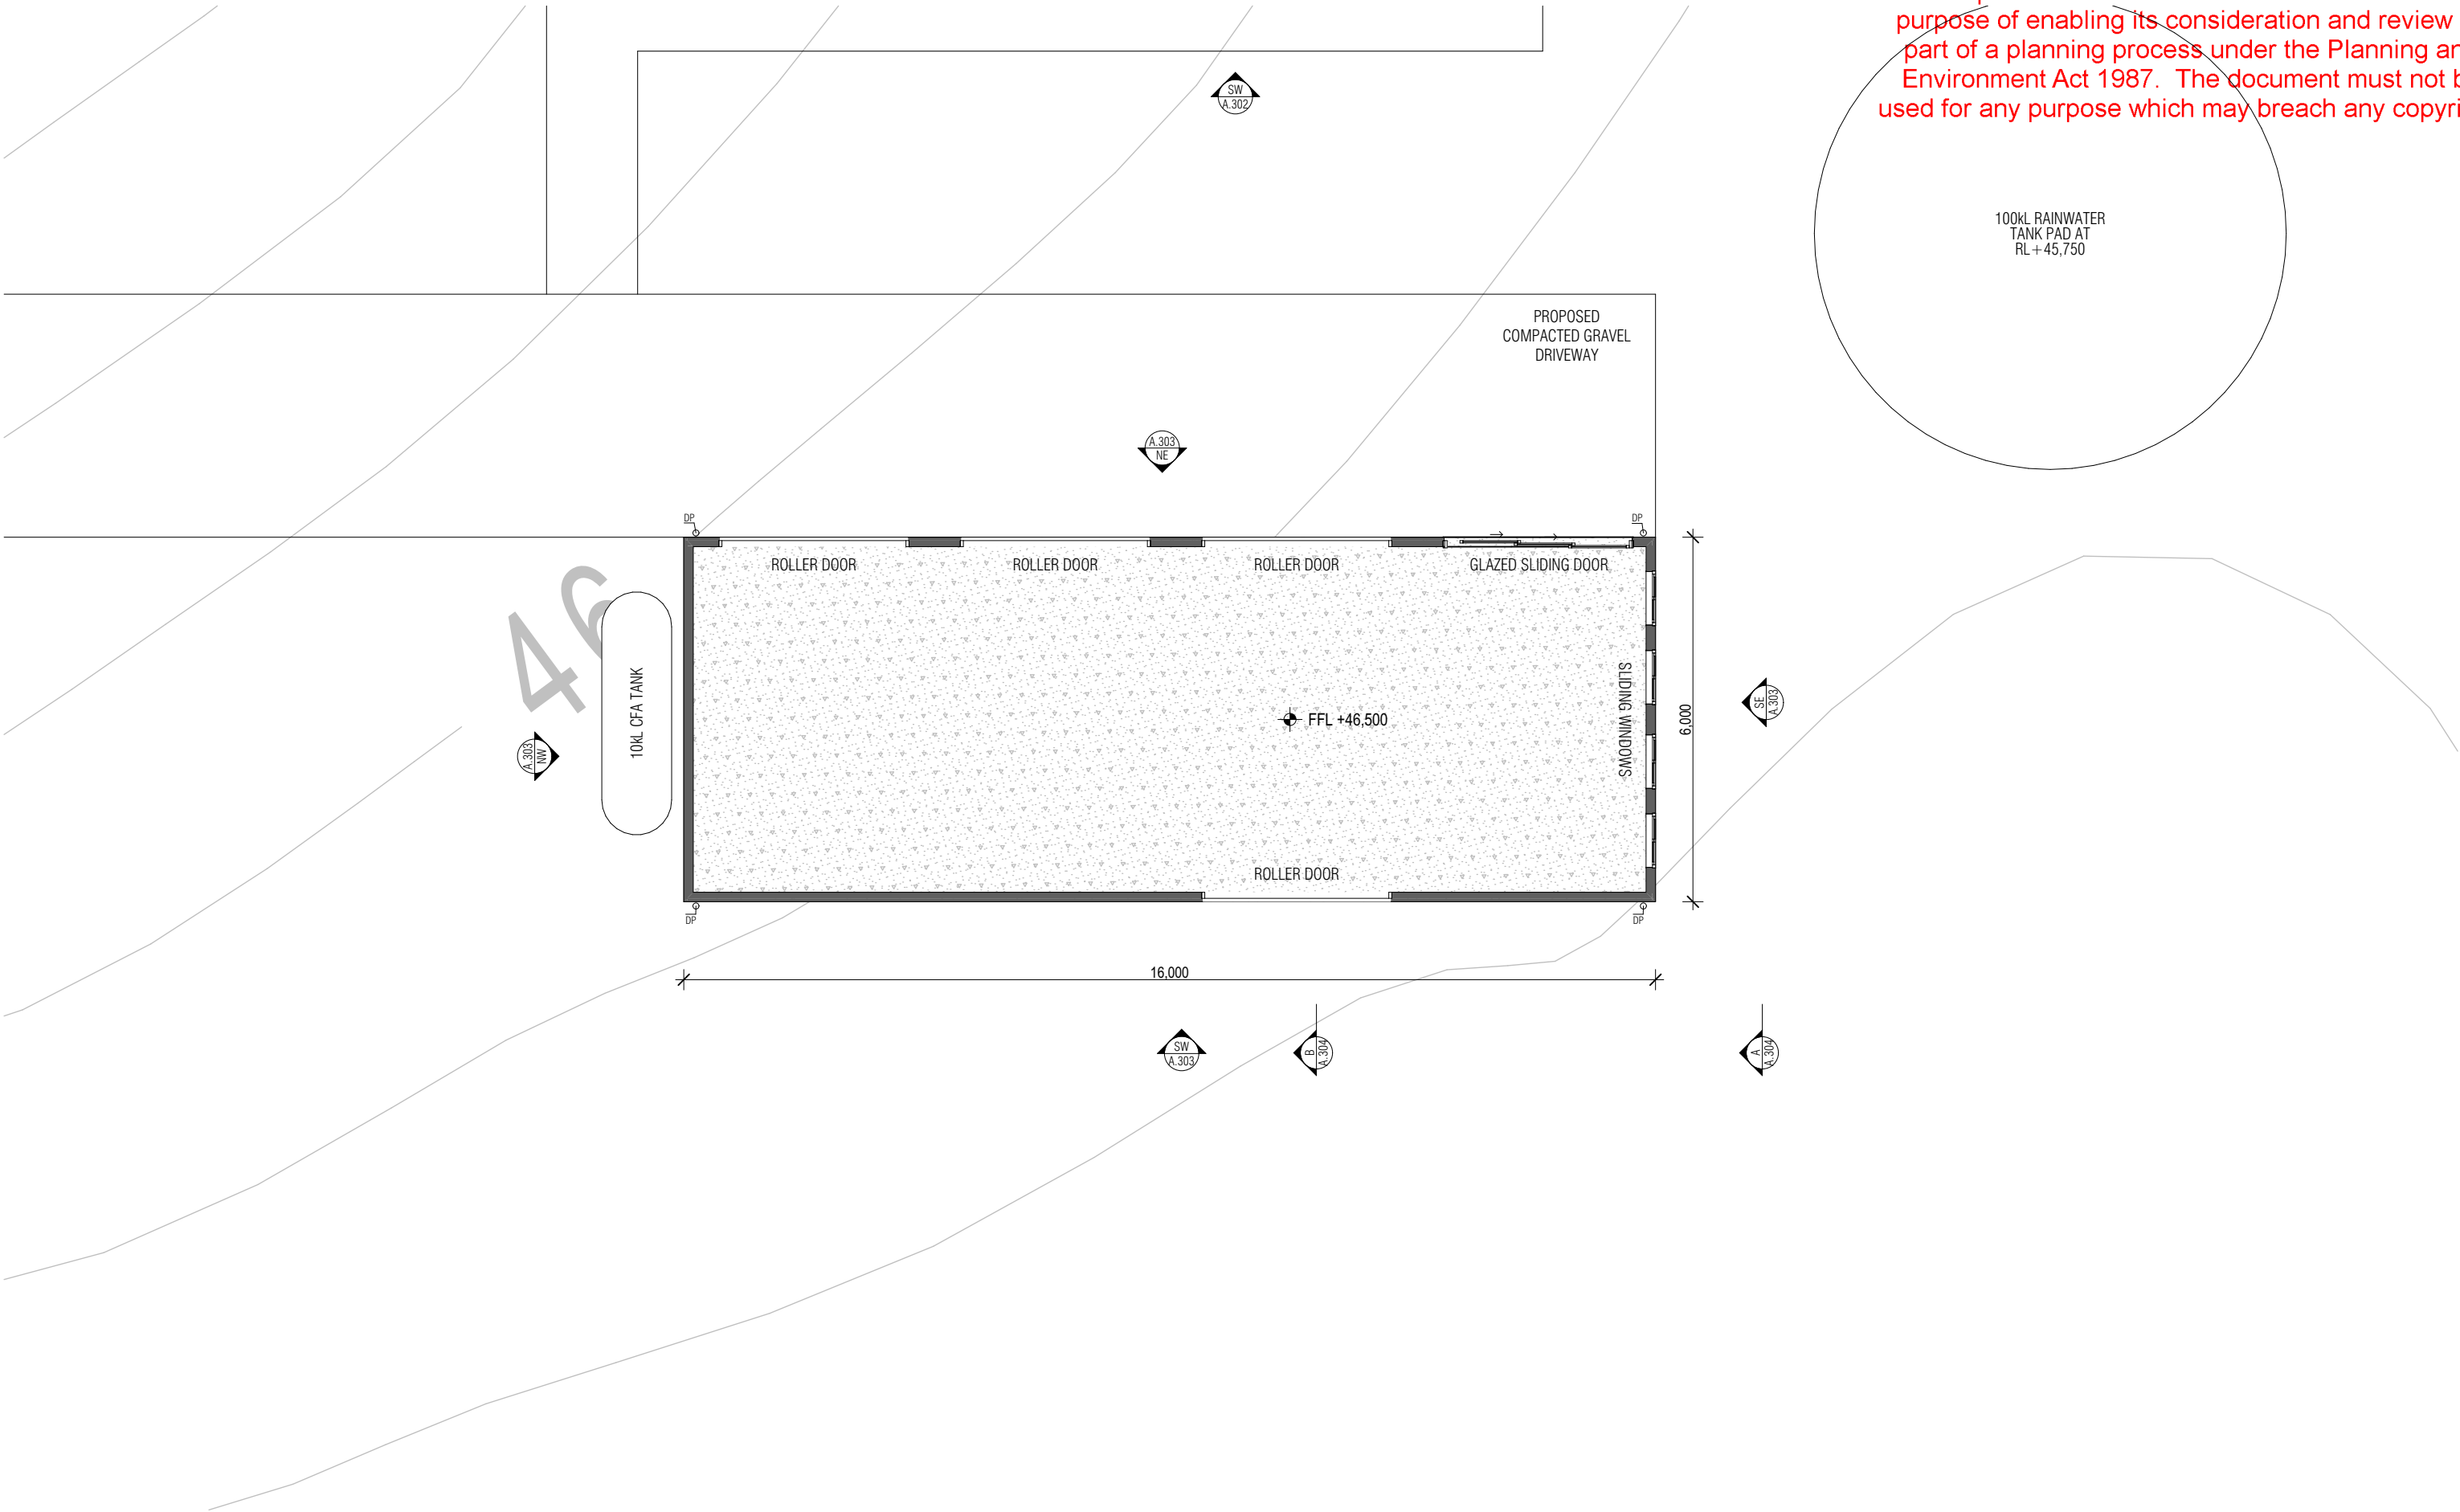 purpose of enabling its consideration and review
part of a planning process under the Planning an
Environment Act 1987. The document must not b
used for any purpose which may breach any copyri
SW
A.302
100kL RAINWATER
TANK PAD AT
RL+45,750
PROPOSED
COMPACTED GRAVEL
DRIVEWAY
A.303
NE
DP
DP
ROLLER DOOR
ROLLER DOOR
ROLLER DOOR
GLAZED SLIDING DOOR
46
10kL CFA TANK
SLIDING WINDOWS
6,000
SE
A.303
FFL +46,500
A.303
NW
ROLLER DOOR
DP
DP
16,000
SW
A.303
B
A.304
A
A.304